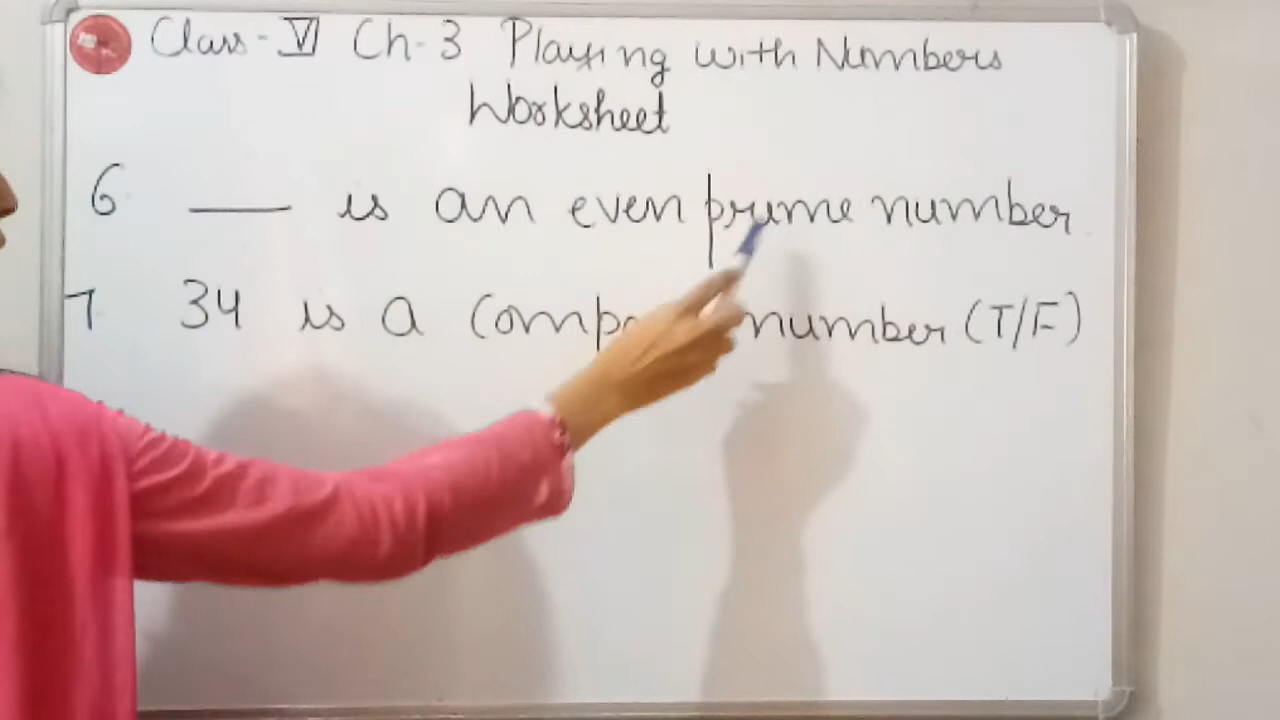 Class - VI Ch-3 Playing with Numbers
Worksheet
6 ___ is an even prime number
7 34 is a number (T/F)